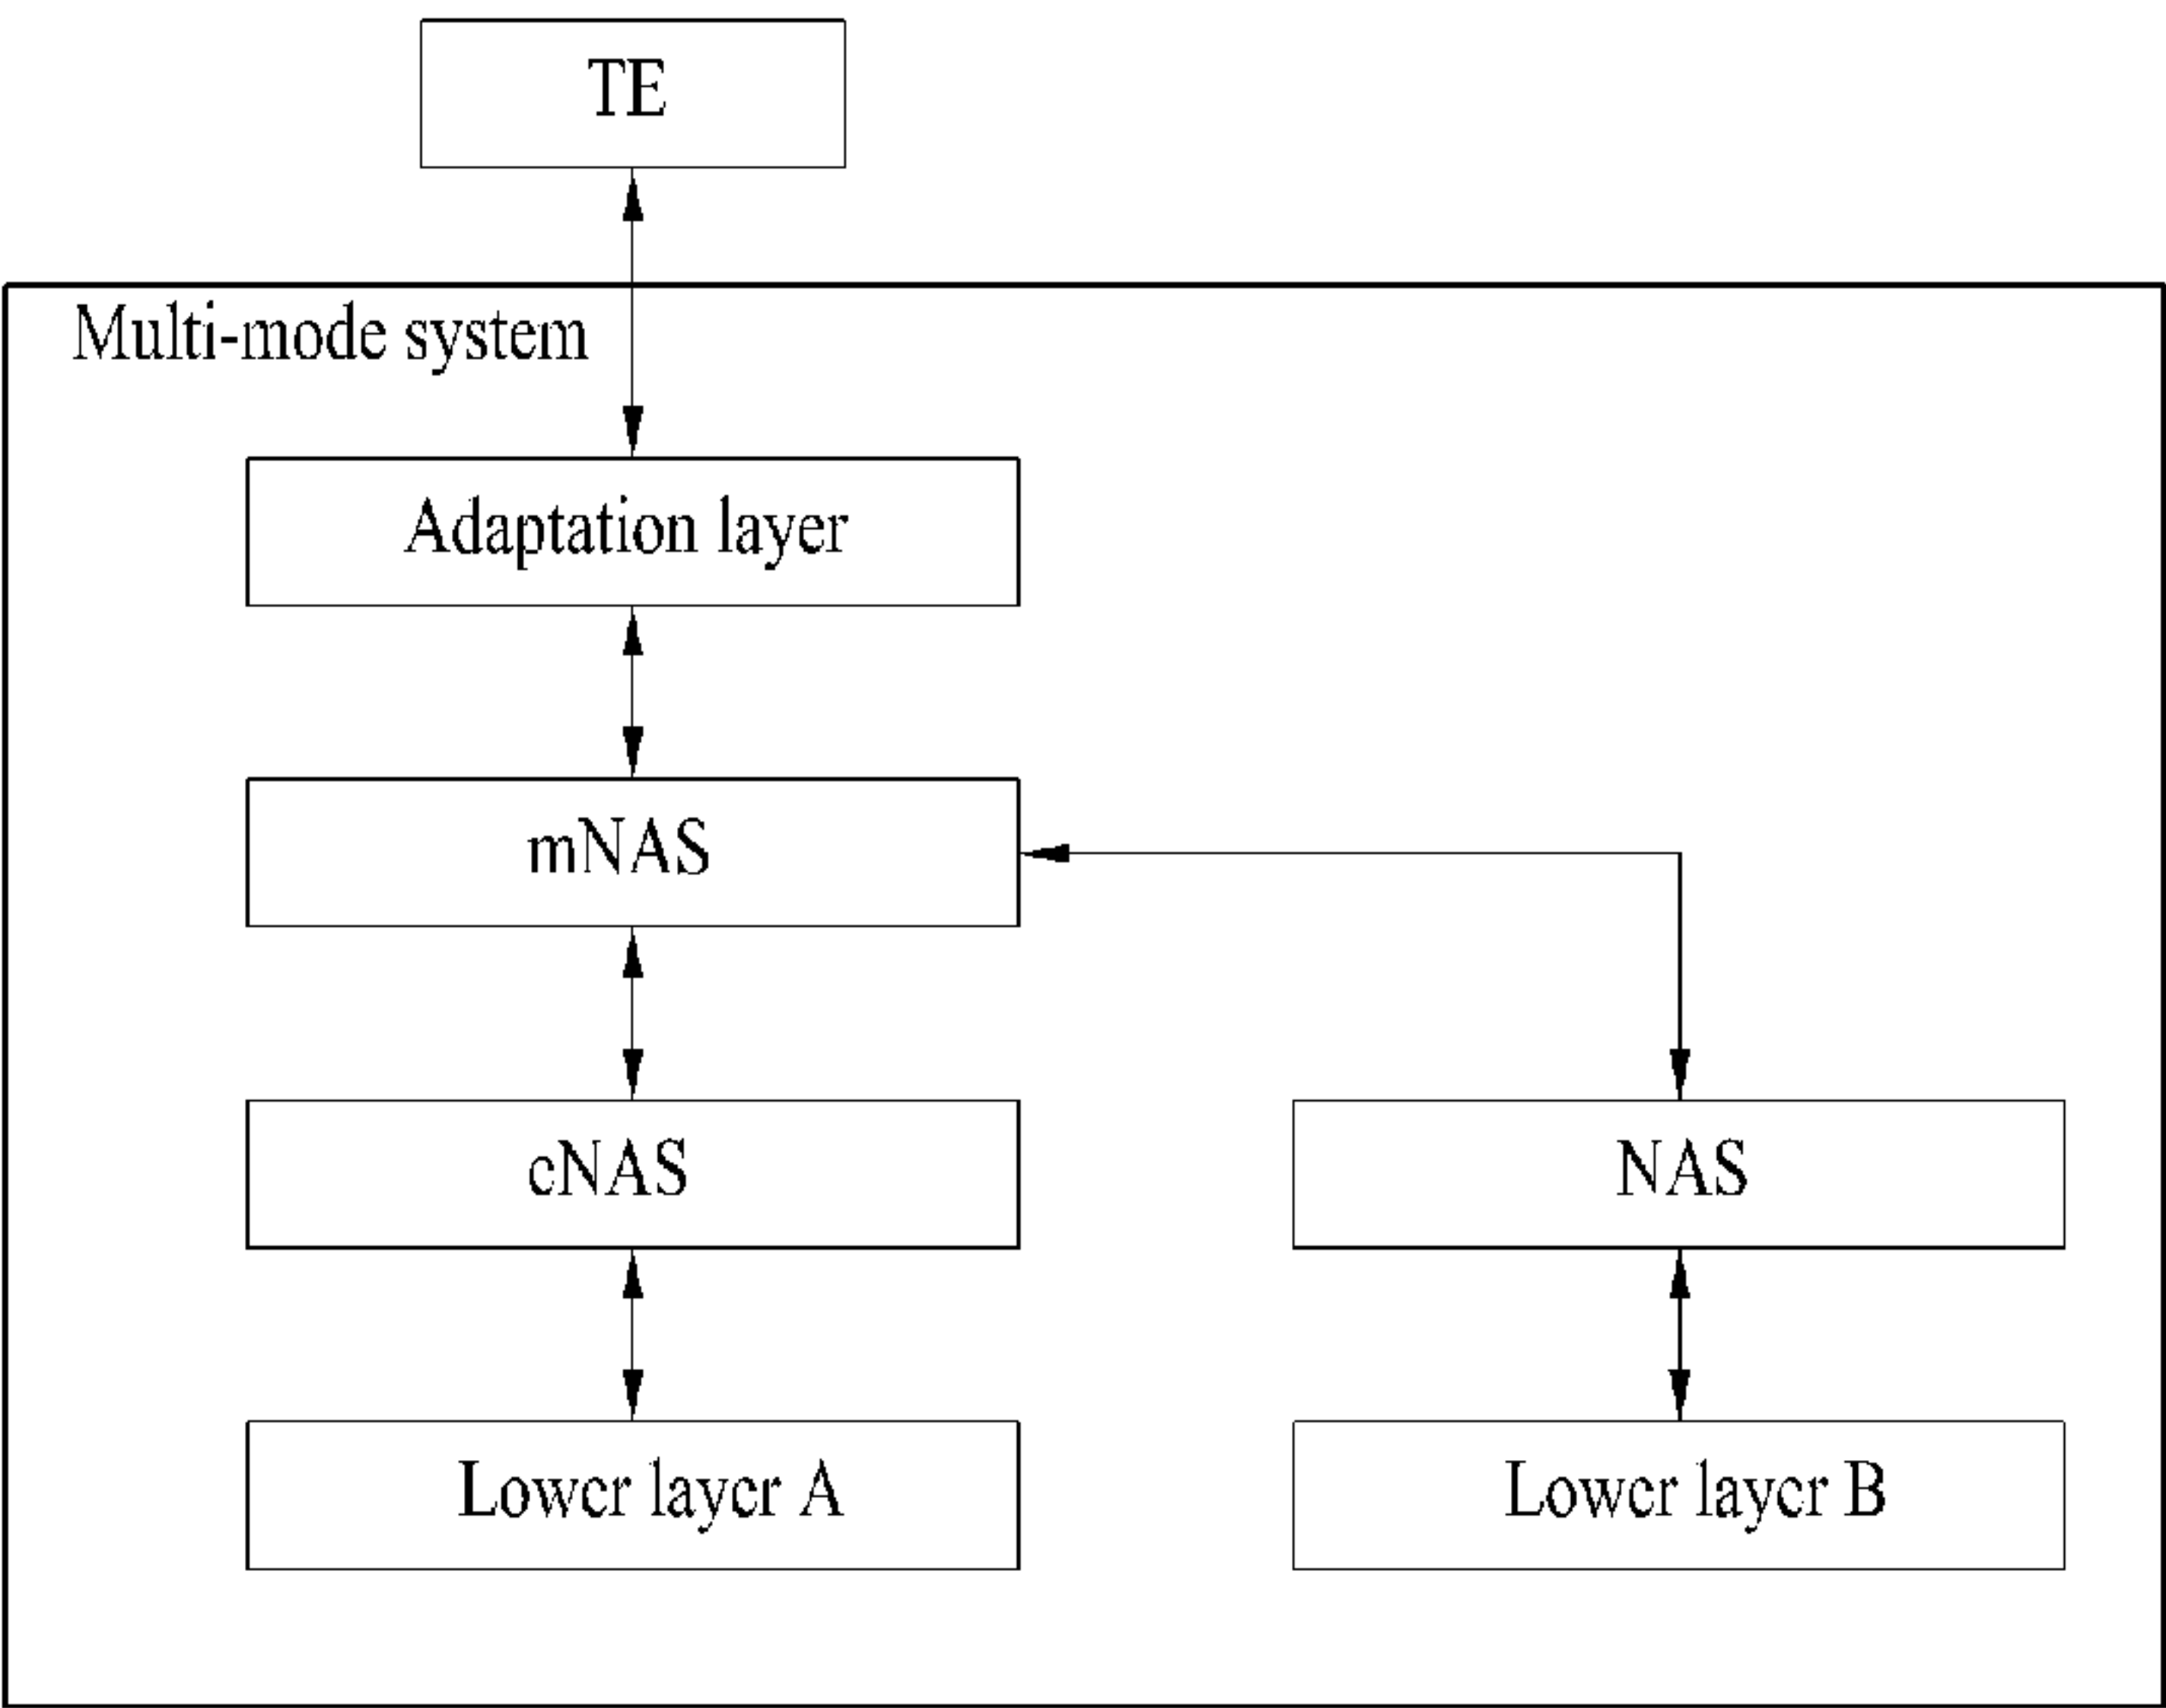 TE
Multi-mode system
Adaptation layer
mNAS
cNAS
NAS
Lower layer A
Lower layer B